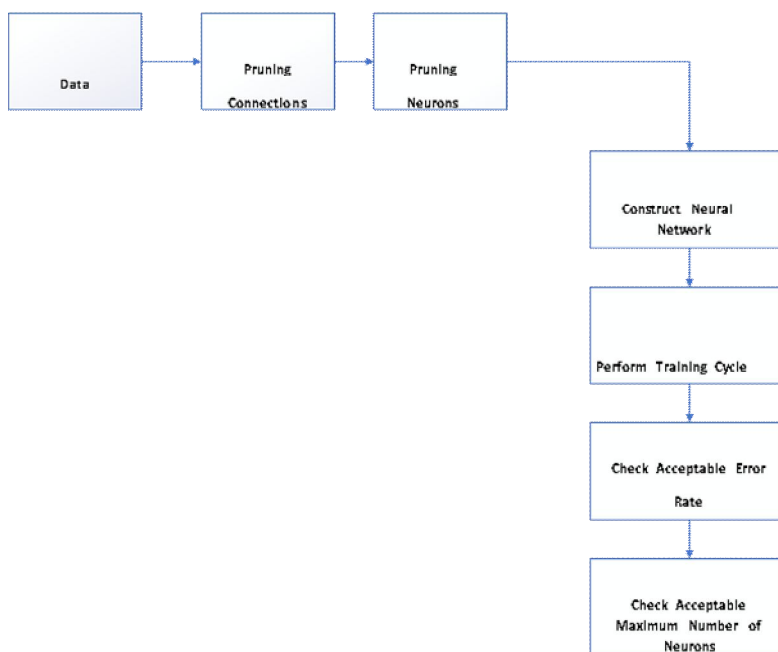 Data
Pruning
Connections
Pruning
Neurons
Construct Neural
Network
Perform Training Cycle
Check Acceptable Error
Rate
Check Acceptable
Maximum Number of
Neurons